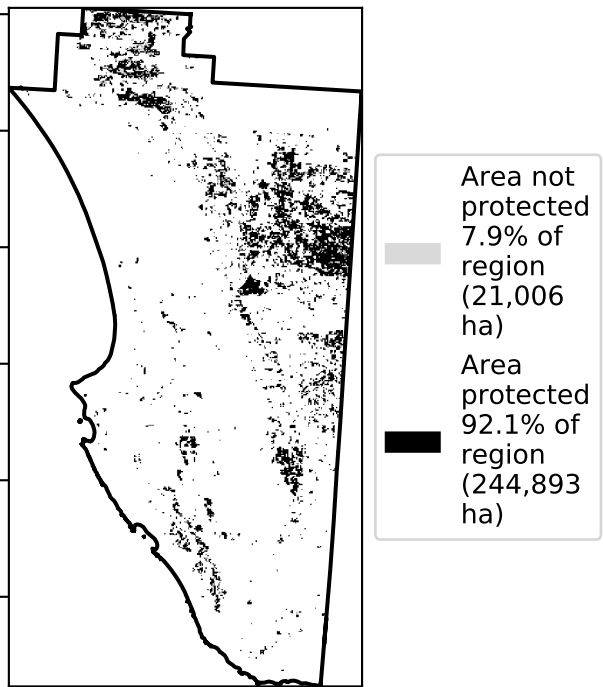 Area not
protected
7.9% of
region
(21,006
ha)
Area
protected
92.1% of
region
(244,893
ha)